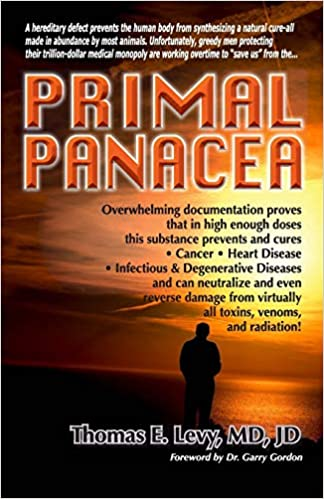 A hereditary defect prevents the human body from synthesizing a natural cure-all
made in abundance by most animals. Unfortunately, greedy men protecting
their trillion-dollar medical monopoly are working overtime to "save us" from the...
PRIMAL
PANACEA
Overwhelming documentation proves
that in high enough doses
this substance prevents and cures
• Cancer • Heart Disease
• Infectious & Degenerative Diseases
and can neutralize and even
reverse damage from virtually
all toxins, venoms,
and radiation!
Thomas E. Levy, MD, JD
Foreword by Dr. Garry Gordon